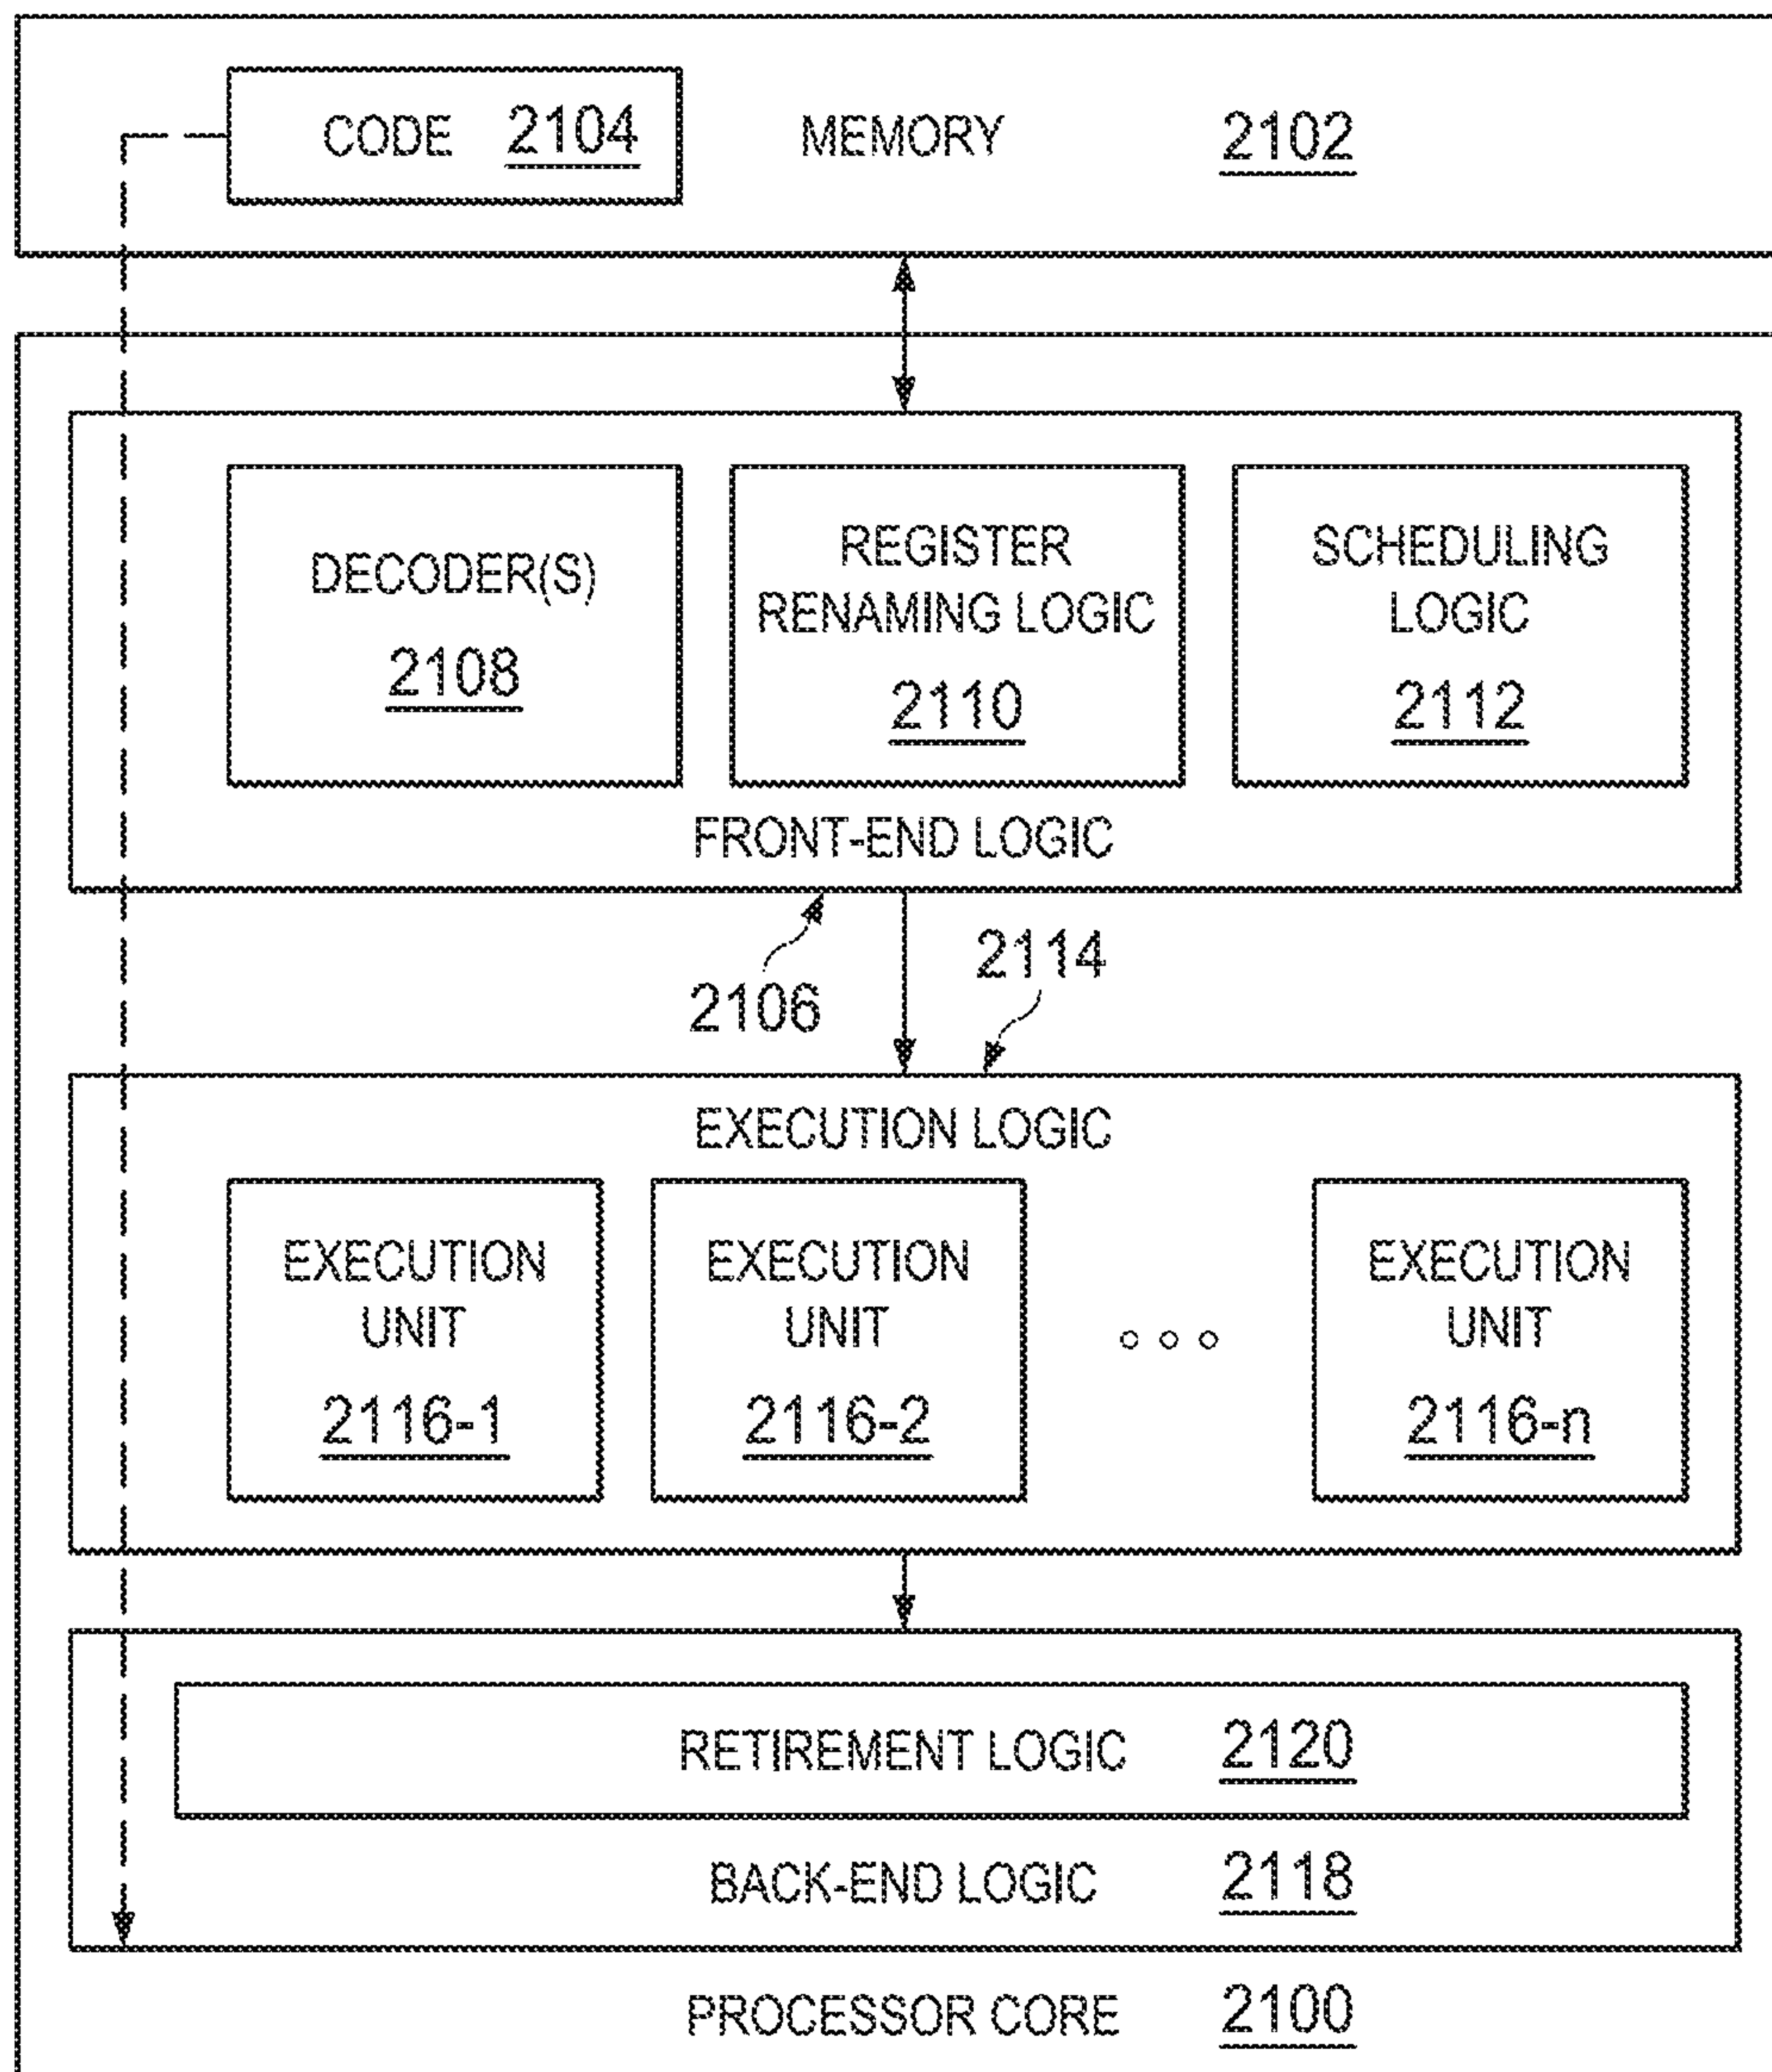 CODE 2104 MEMORY 2102
DECODER(S)
2108
REGISTER
RENAMING LOGIC
2110
SCHEDULING
LOGIC
2112
FRONT-END LOGIC
2106
2114
EXECUTION LOGIC
EXECUTION
UNIT
2116-1
EXECUTION
UNIT
2116-2
EXECUTION
UNIT
2116-n
RETIREMENT LOGIC 2120
BACK-END LOGIC 2118
PROCESSOR CORE 2100